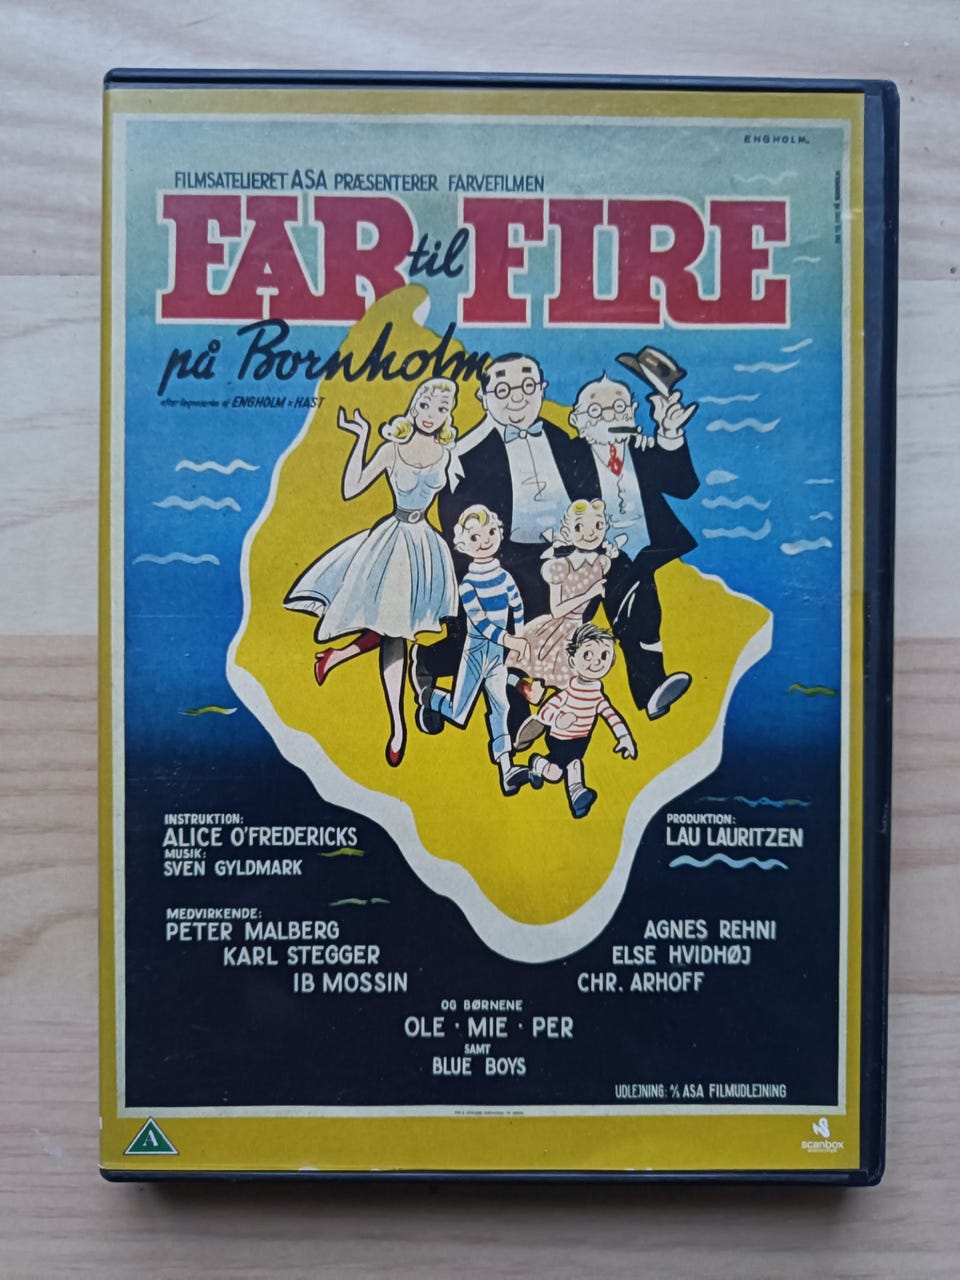 ENGHOLM
FILMSATELIERET ASA PRÆSENTERER FARVEFILMEN
FAR til FIRE
på Bornholm
efter tegneserien af ENGHOLM & HAST
INSTRUKTION:
ALICE O'FREDERICKS
MUSIK:
SVEN GYLDMARK
PRODUKTION:
LAU LAURITZEN
MEDVIRKENDE:
PETER MALBERG
KARL STEGGER
IB MOSSIN
AGNES REHNI
ELSE HVIDHØJ
CHR. ARHOFF
OG BØRNENE
OLE · MIE · PER
SAMT
BLUE BOYS
UDLEJNING: A/S ASA FILMUDLEJNING
A
scanbox